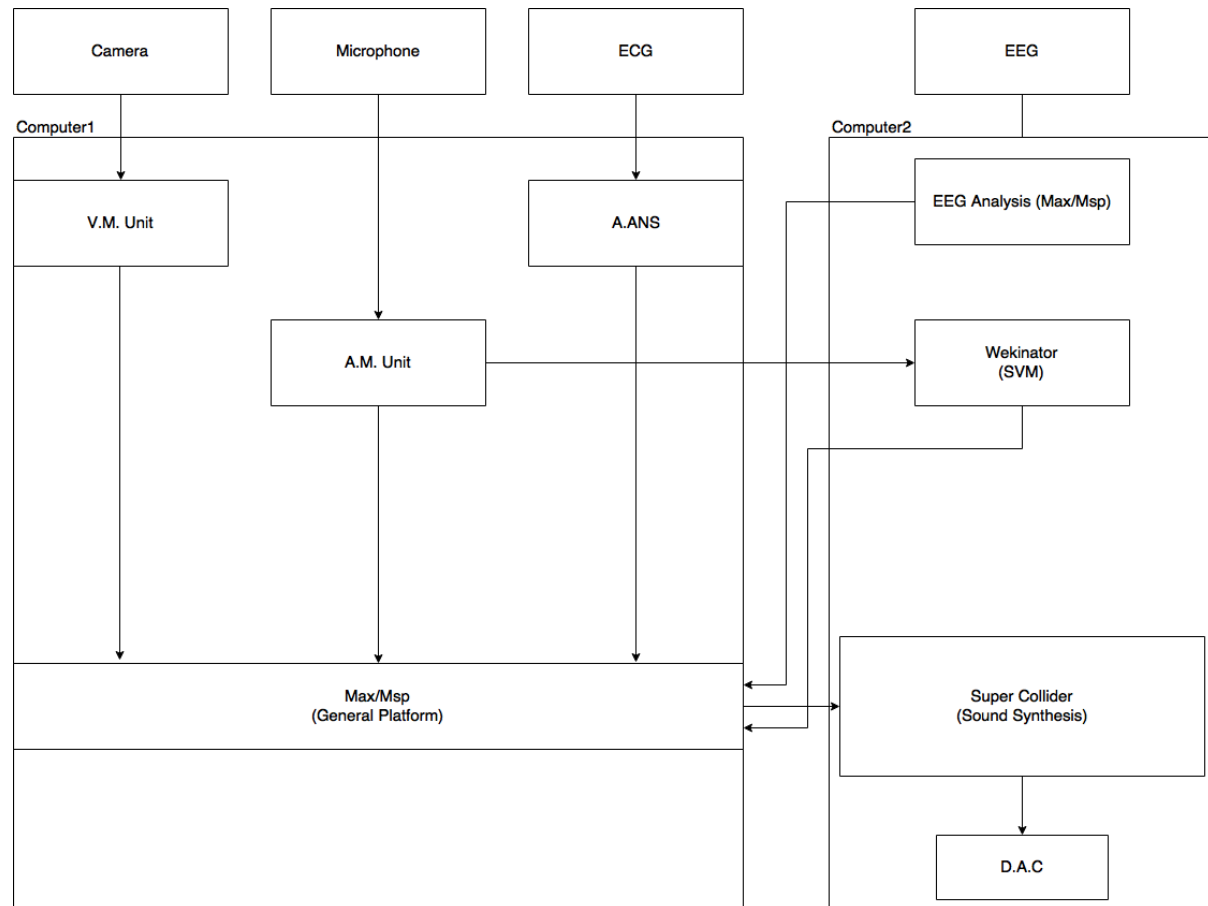 Camera
Microphone
ECG
EEG
Computer1
Computer2
V.M. Unit
A.ANS
EEG Analysis (Max/Msp)
A.M. Unit
Wekinator
(SVM)
Max/Msp
(General Platform)
Super Collider
(Sound Synthesis)
D.A.C